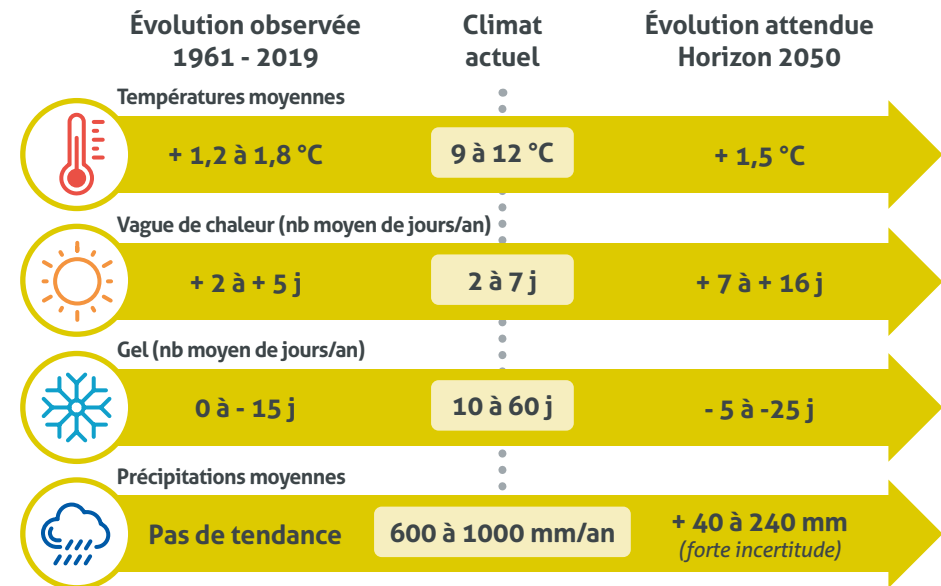 Évolution observée
1961 - 2019
Climat
actuel
Évolution attendue
Horizon 2050
Températures moyennes
+ 1,2 à 1,8 °C
9 à 12 °C
+ 1,5 °C
Vague de chaleur (nb moyen de jours/an)
+ 2 à + 5 j
2 à 7 j
+ 7 à + 16 j
Gel (nb moyen de jours/an)
0 à - 15 j
10 à 60 j
- 5 à -25 j
Précipitations moyennes
Pas de tendance
600 à 1000 mm/an
+ 40 à 240 mm
(forte incertitude)